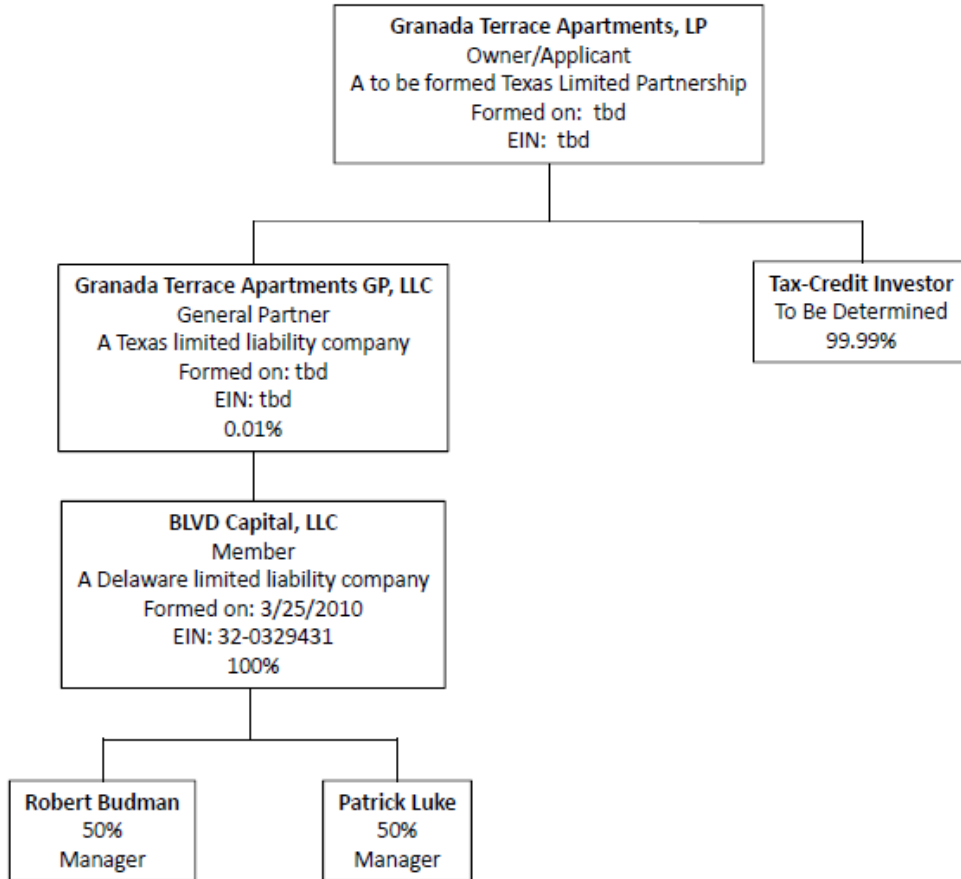 Granada Terrace Apartments, LP
Owner/Applicant
A to be formed Texas Limited Partnership
Formed on: tbd
EIN: tbd
Granada Terrace Apartments GP, LLC
General Partner
A Texas limited liability company
Formed on: tbd
EIN: tbd
0.01%
Tax-Credit Investor
To Be Determined
99.99%
BLVD Capital, LLC
Member
A Delaware limited liability company
Formed on: 3/25/2010
EIN: 32-0329431
100%
Robert Budman
50%
Manager
Patrick Luke
50%
Manager